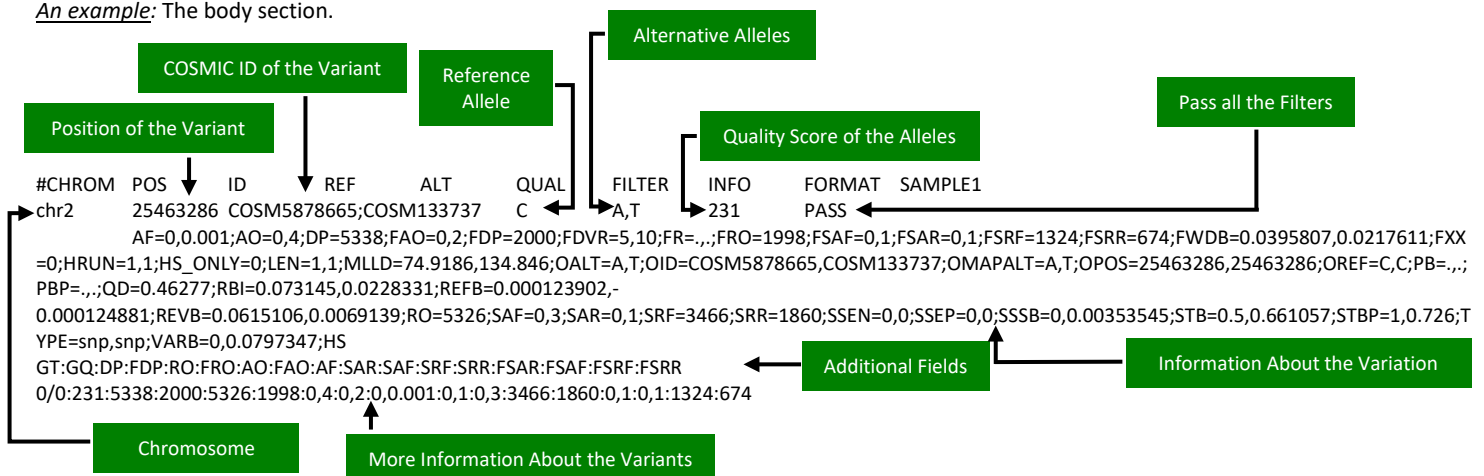 An example: The body section.
Alternative Alleles
COSMIC ID of the Variant
Reference
Allele
Pass all the Filters
Position of the Variant
Quality Score of the Alleles
#CHROM POS ID REF ALT QUAL FILTER INFO FORMAT SAMPLE1
chr2 25463286 COSM5878665;COSM133737 C A,T 231 PASS
AF=0,0.001;AO=0,4;DP=5338;FAO=0,2;FDP=2000;FDVR=5,10;FR=.,.;FRO=1998;FSAF=0,1;FSAR=0,1;FSRF=1324;FSRR=674;FWDB=0.0395807,0.0217611;FXX
=0;HRUN=1,1;HS_ONLY=0;LEN=1,1;MLLD=74.9186,134.846;OALT=A,T;OID=COSM5878665,COSM133737;OMAPALT=A,T;OPOS=25463286,25463286;OREF=C,C;PB=.,.;
PBP=.,.;QD=0.46277;RBI=0.073145,0.0228331;REFB=0.000123902,-
0.000124881;REVB=0.0615106,0.0069139;RO=5326;SAF=0,3;SAR=0,1;SRF=3466;SRR=1860;SSEN=0,0;SSEP=0,0;SSSB=0,0.00353545;STB=0.5,0.661057;STBP=1,0.726;T
YPE=snp,snp;VARB=0,0.0797347;HS
GT:GQ:DP:FDP:RO:FRO:AO:FAO:AF:SAR:SAF:SRF:SRR:FSAR:FSAF:FSRF:FSRR
Additional Fields
Information About the Variation
0/0:231:5338:2000:5326:1998:0,4:0,2:0,0.001:0,1:0,3:3466:1860:0,1:0,1:1324:674
Chromosome
More Information About the Variants